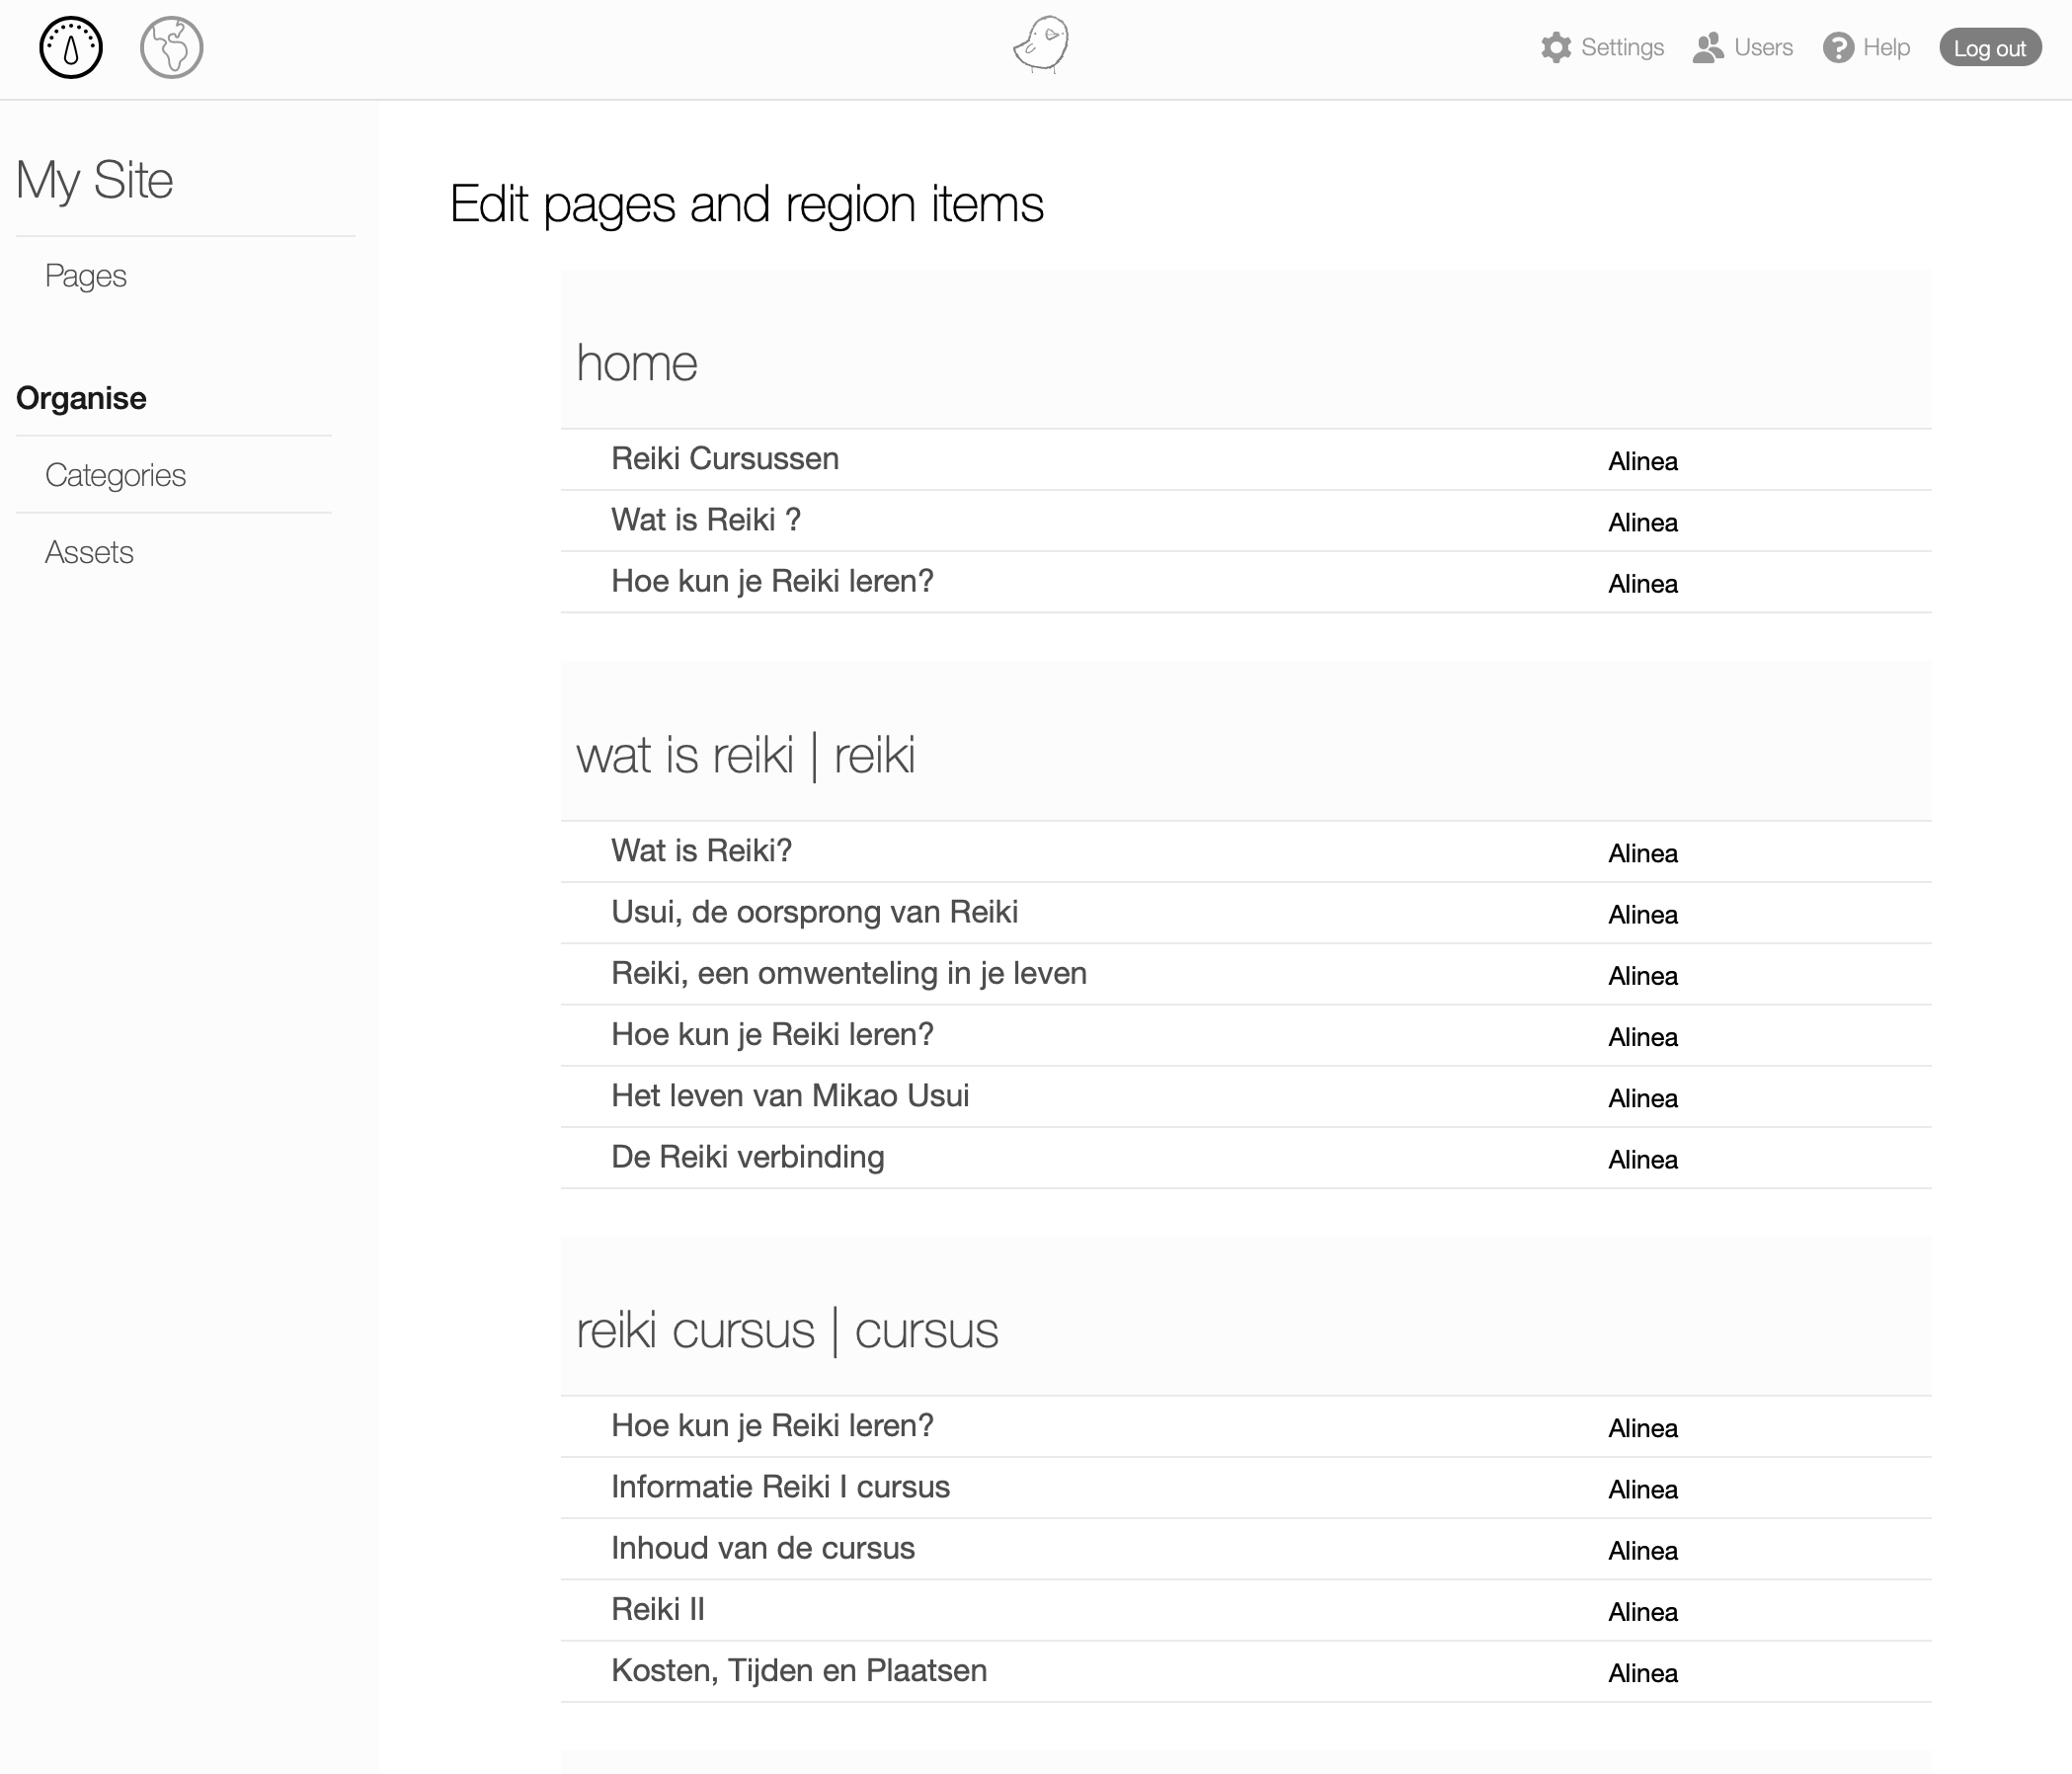 Settings Users Help Log out
My Site
Pages
Organise
Categories
Assets
Edit pages and region items
home
Reiki Cursussen Alinea
Wat is Reiki ? Alinea
Hoe kun je Reiki leren? Alinea
wat is reiki | reiki
Wat is Reiki? Alinea
Usui, de oorsprong van Reiki Alinea
Reiki, een omwenteling in je leven Alinea
Hoe kun je Reiki leren? Alinea
Het leven van Mikao Usui Alinea
De Reiki verbinding Alinea
reiki cursus | cursus
Hoe kun je Reiki leren? Alinea
Informatie Reiki I cursus Alinea
Inhoud van de cursus Alinea
Reiki II Alinea
Kosten, Tijden en Plaatsen Alinea